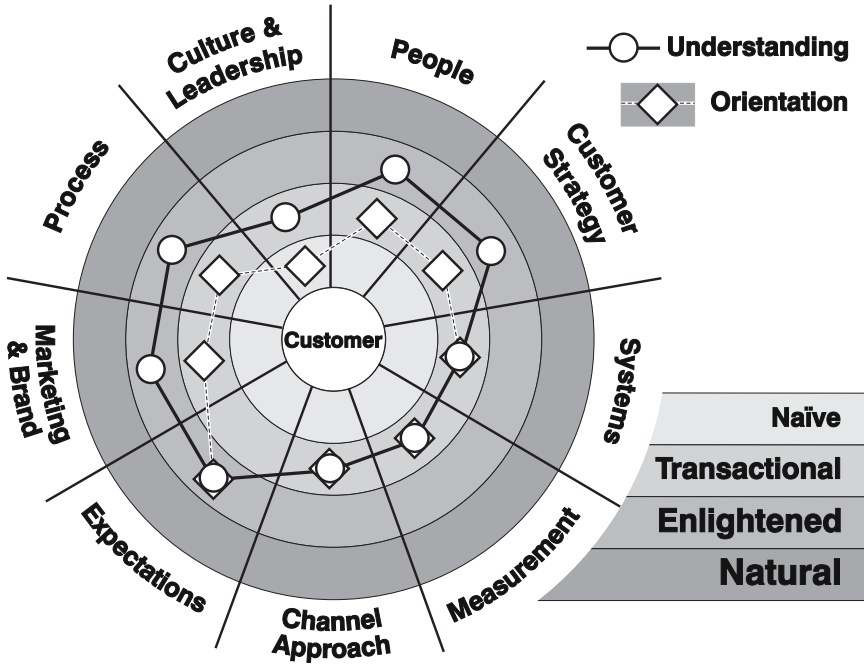 Culture &
Leadership
People
Understanding
Orientation
Customer
Strategy
Process
Customer
Marketing
& Brand
Systems
Naïve
Transactional
Enlightened
Natural
Expectations
Channel
Approach
Measurement